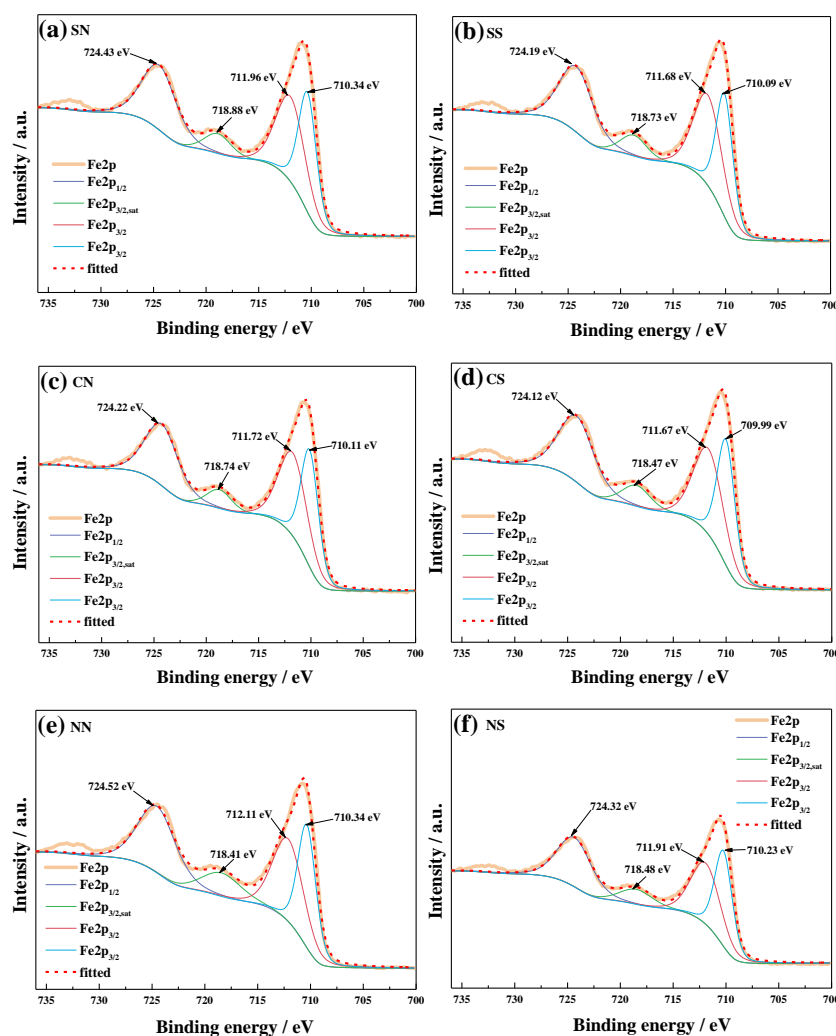 (a) SN
724.43 eV
711.96 eV
710.34 eV
718.88 eV
Intensity / a.u.
Fe2p
Fe2p1/2
Fe2p3/2,sat
Fe2p3/2
Fe2p3/2
fitted
735 730 725 720 715 710 705 700
Binding energy / eV
(b) SS
724.19 eV
711.68 eV
710.09 eV
718.73 eV
Intensity / a.u.
Fe2p
Fe2p1/2
Fe2p3/2,sat
Fe2p3/2
Fe2p3/2
fitted
735 730 725 720 715 710 705 700
Binding energy / eV
(c) CN
724.22 eV
711.72 eV
710.11 eV
718.74 eV
Intensity / a.u.
Fe2p
Fe2p1/2
Fe2p3/2,sat
Fe2p3/2
Fe2p3/2
fitted
735 730 725 720 715 710 705 700
Binding energy / eV
(d) CS
724.12 eV
711.67 eV
709.99 eV
718.47 eV
Intensity / a.u.
Fe2p
Fe2p1/2
Fe2p3/2,sat
Fe2p3/2
Fe2p3/2
fitted
735 730 725 720 715 710 705 700
Binding energy / eV
(e) NN
724.52 eV
712.11 eV
710.34 eV
718.41 eV
Intensity / a.u.
Fe2p
Fe2p1/2
Fe2p3/2,sat
Fe2p3/2
Fe2p3/2
fitted
735 730 725 720 715 710 705 700
Binding energy / eV
(f) NS
Fe2p
Fe2p1/2
Fe2p3/2,sat
Fe2p3/2
Fe2p3/2
fitted
724.32 eV
711.91 eV
710.23 eV
718.48 eV
Intensity / a.u.
735 730 725 720 715 710 705 700
Binding energy / eV